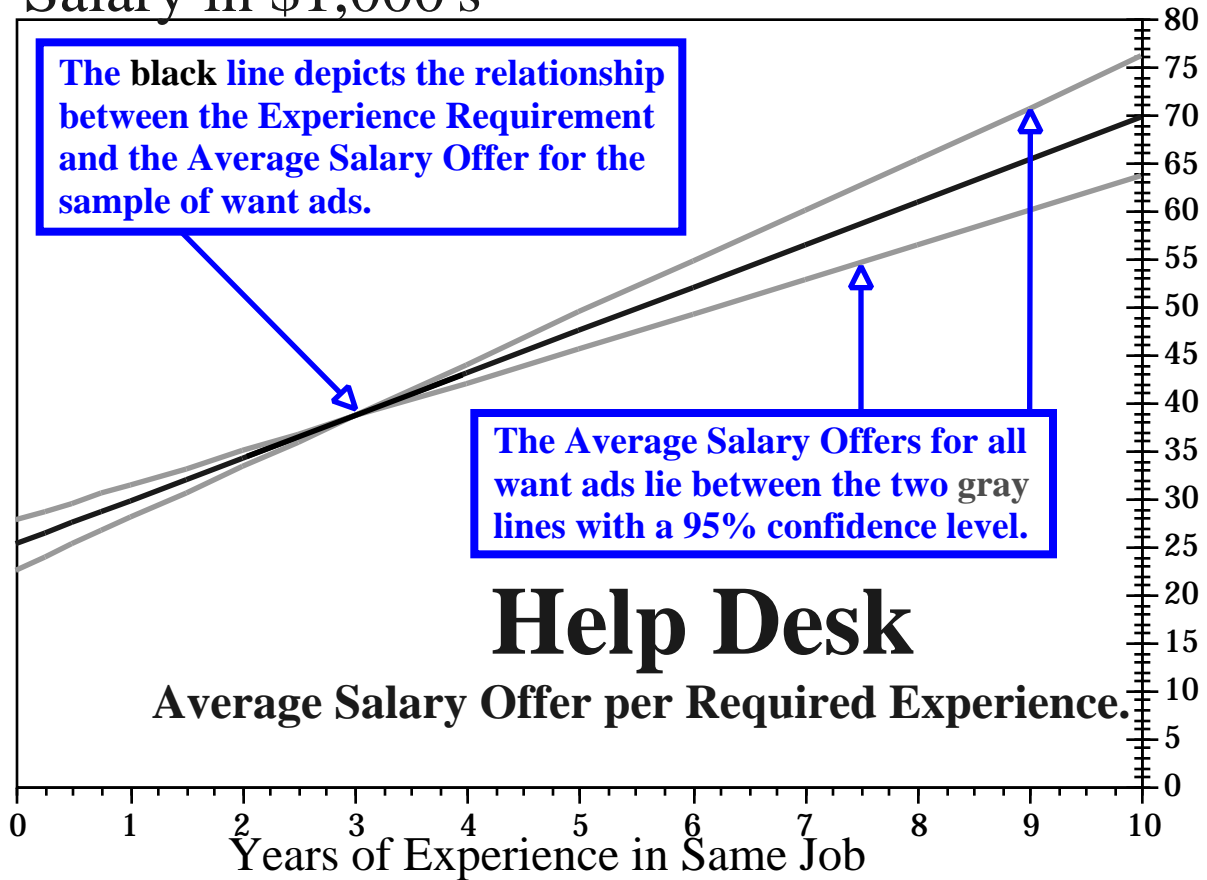 Salary in $1,000's
80
The black line depicts the relationship
between the Experience Requirement
and the Average Salary Offer for the
sample of want ads.
75
70
65
60
55
50
45
40
The Average Salary Offers for all
want ads lie between the two gray
lines with a 95% confidence level.
35
30
25
20
Help Desk
15
Average Salary Offer per Required Experience.
10
5
0
0 1 2 3 4 5 6 7 8 9 10
Years of Experience in Same Job